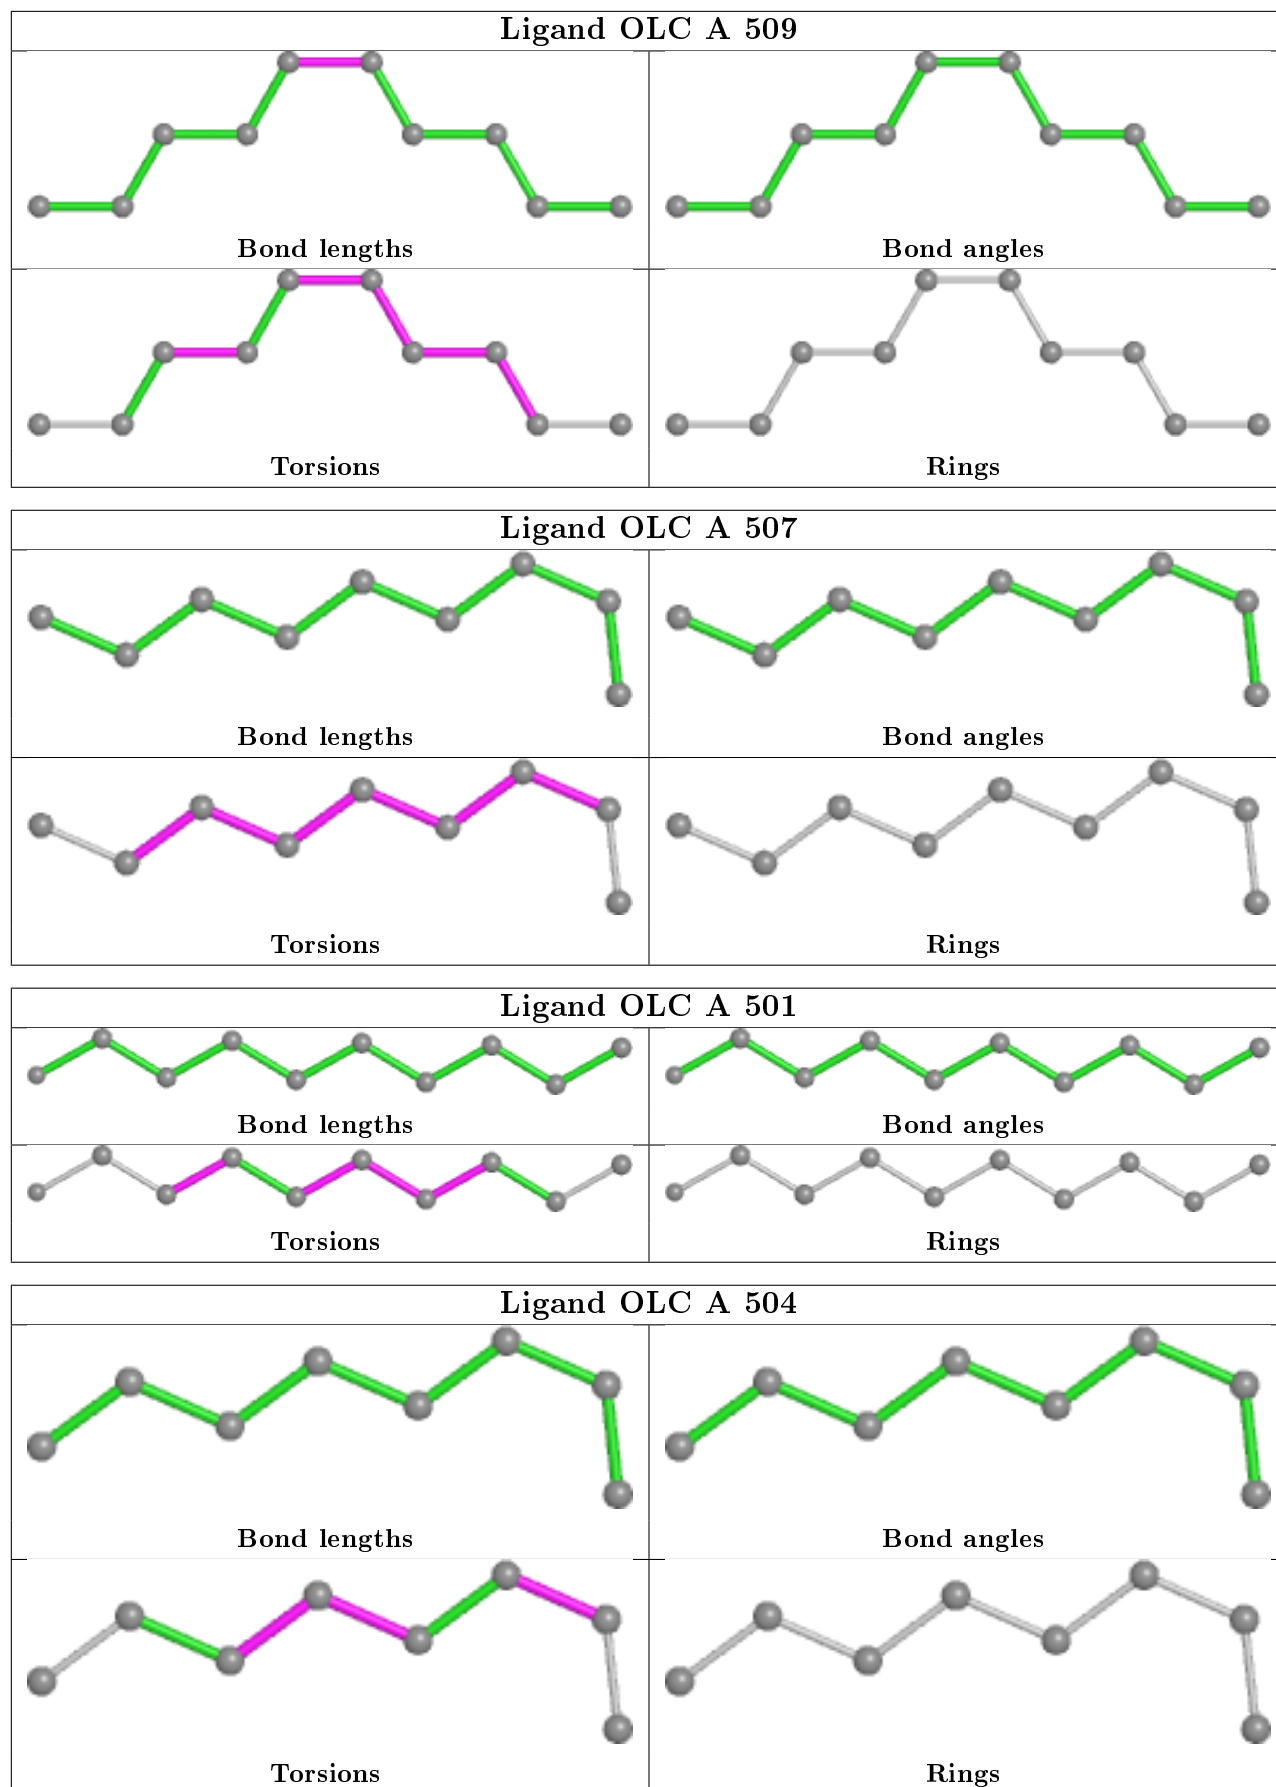 Ligand OLC A 509
Bond lengths
Bond angles
Torsions
Rings
Ligand OLC A 507
Bond lengths
Bond angles
Torsions
Rings
Ligand OLC A 501
Bond lengths
Bond angles
Torsions
Rings
Ligand OLC A 504
Bond lengths
Bond angles
Torsions
Rings